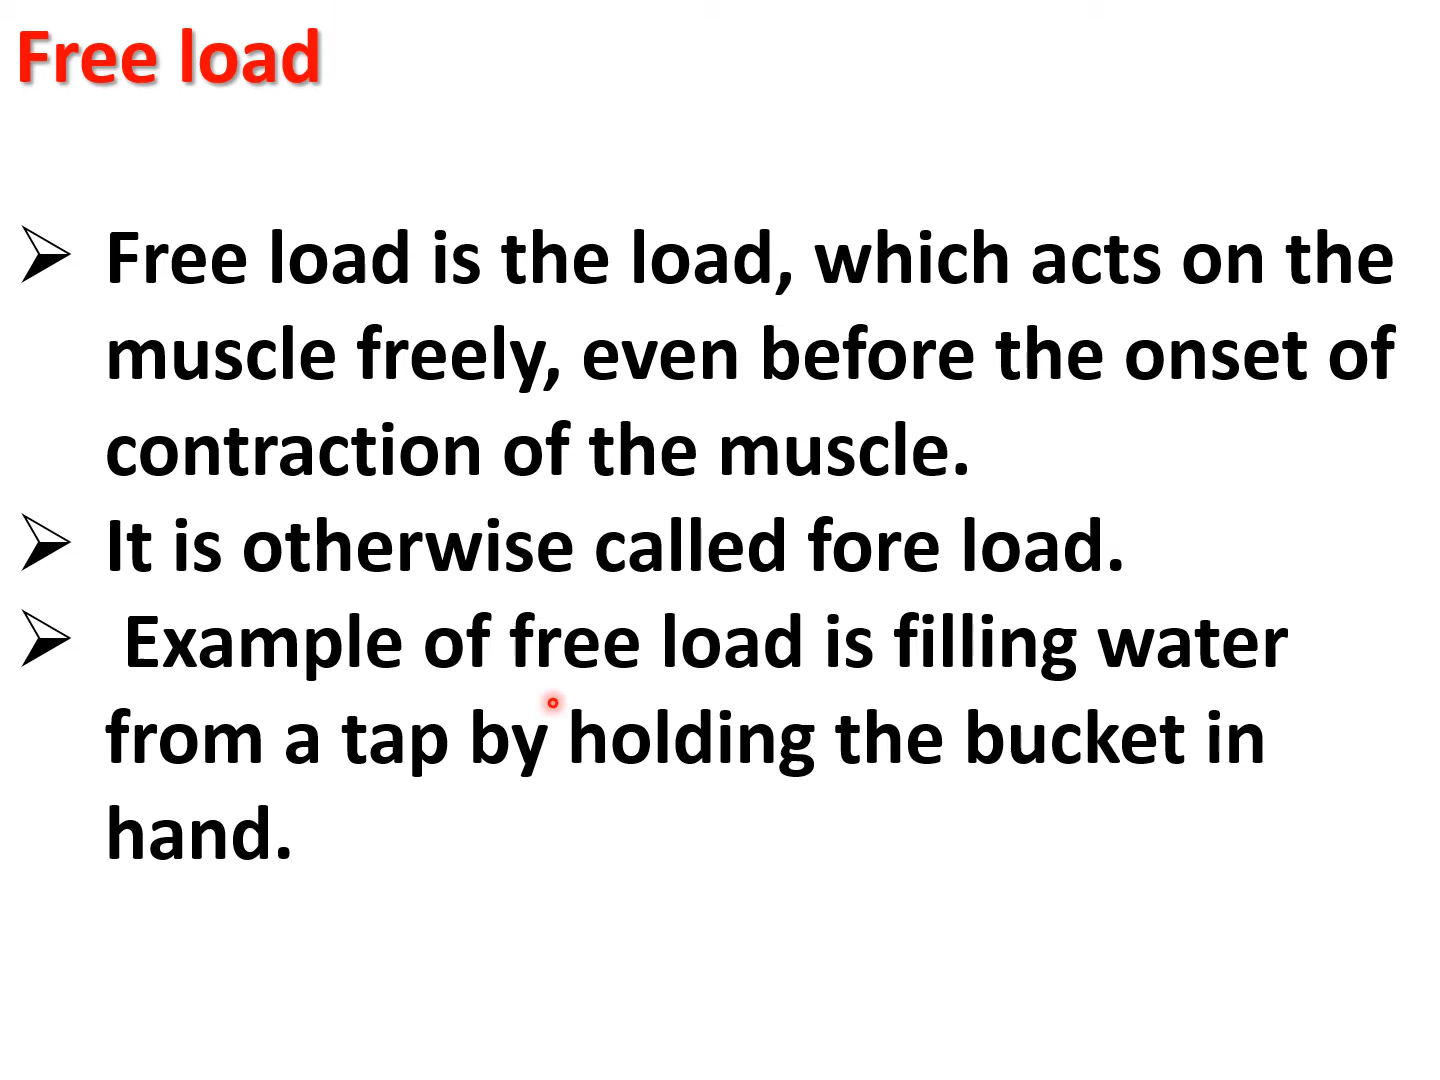 Free load
➢ Free load is the load, which acts on the
muscle freely, even before the onset of
contraction of the muscle.
➢ It is otherwise called fore load.
➢ Example of free load is filling water
from a tap by holding the bucket in
hand.